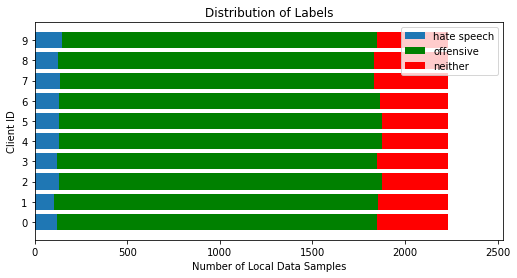 Distribution of Labels
hate speech
offensive
neither
Client ID
9
8
7
6
5
4
3
2
1
0
0 500 1000 1500 2000 2500
Number of Local Data Samples